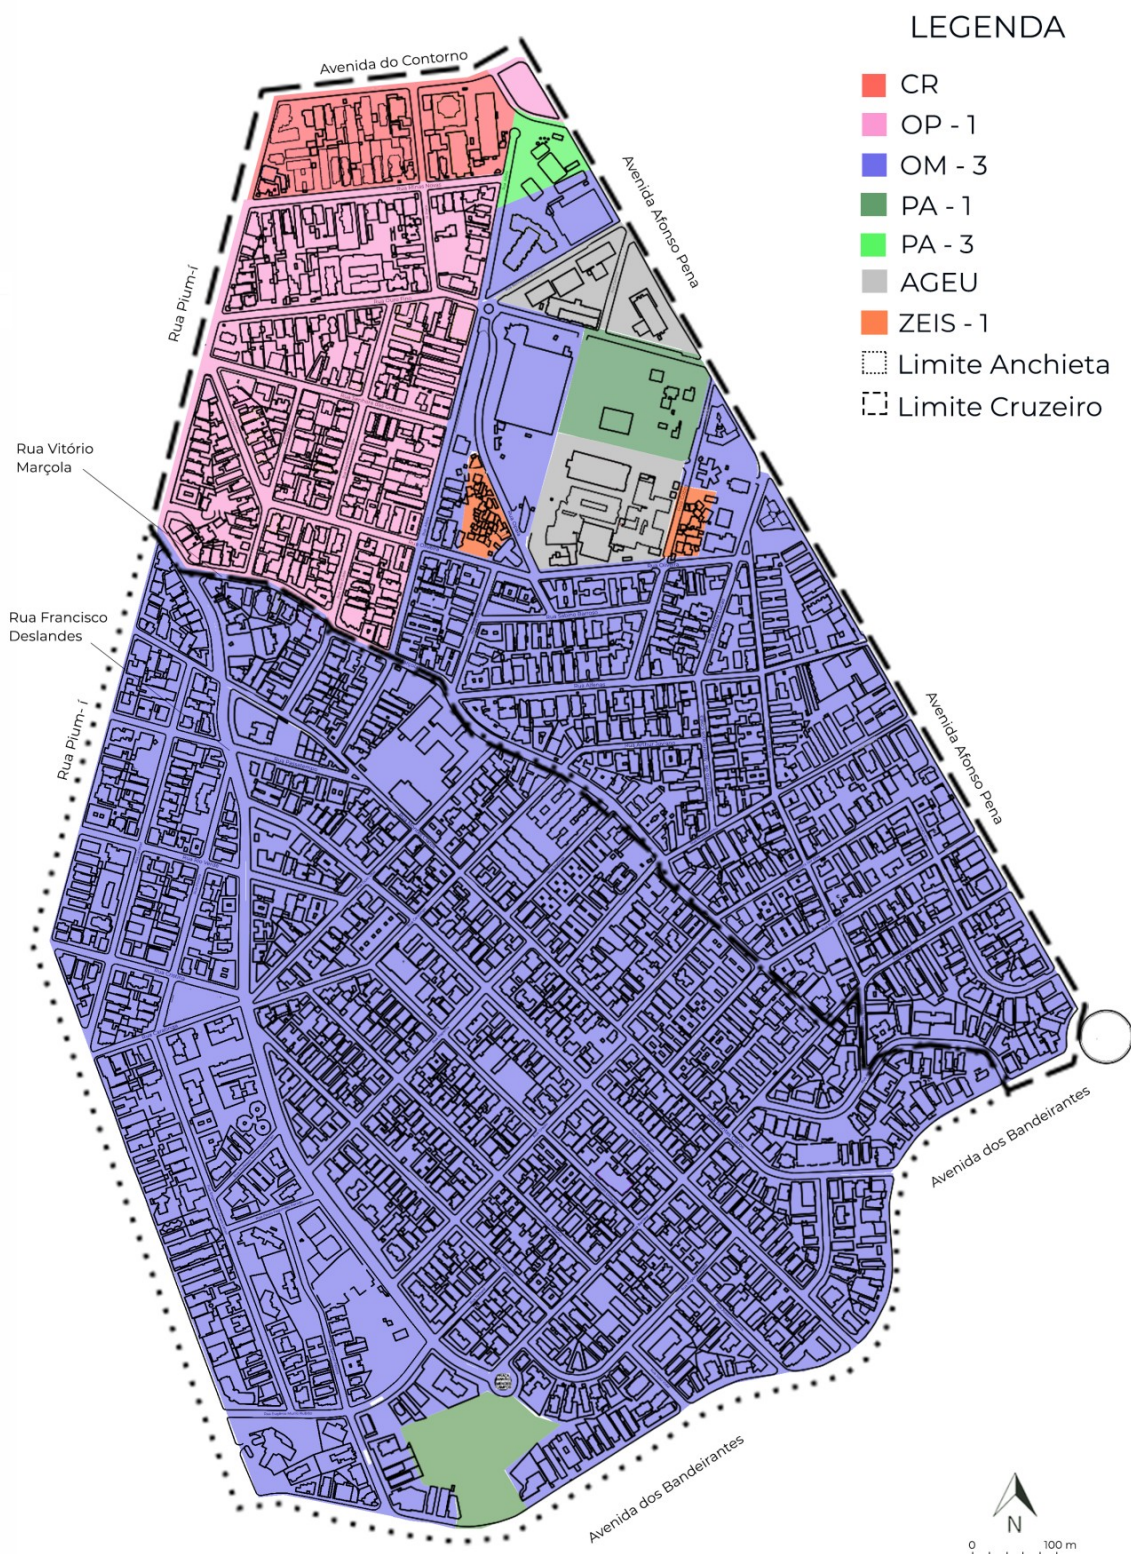 LEGENDA
CR
OP - 1
OM - 3
PA - 1
PA - 3
AGEU
ZEIS - 1
Limite Anchieta
Limite Cruzeiro
Avenida do Contorno
Avenida Afonso Pena
Rua Pium-í
Rua Vitório
Marçola
Rua Francisco
Deslandes
Rua Pium- í
Avenida Afonso Pena
Avenida dos Bandeirantes
Avenida dos Bandeirantes
N
0 100 m